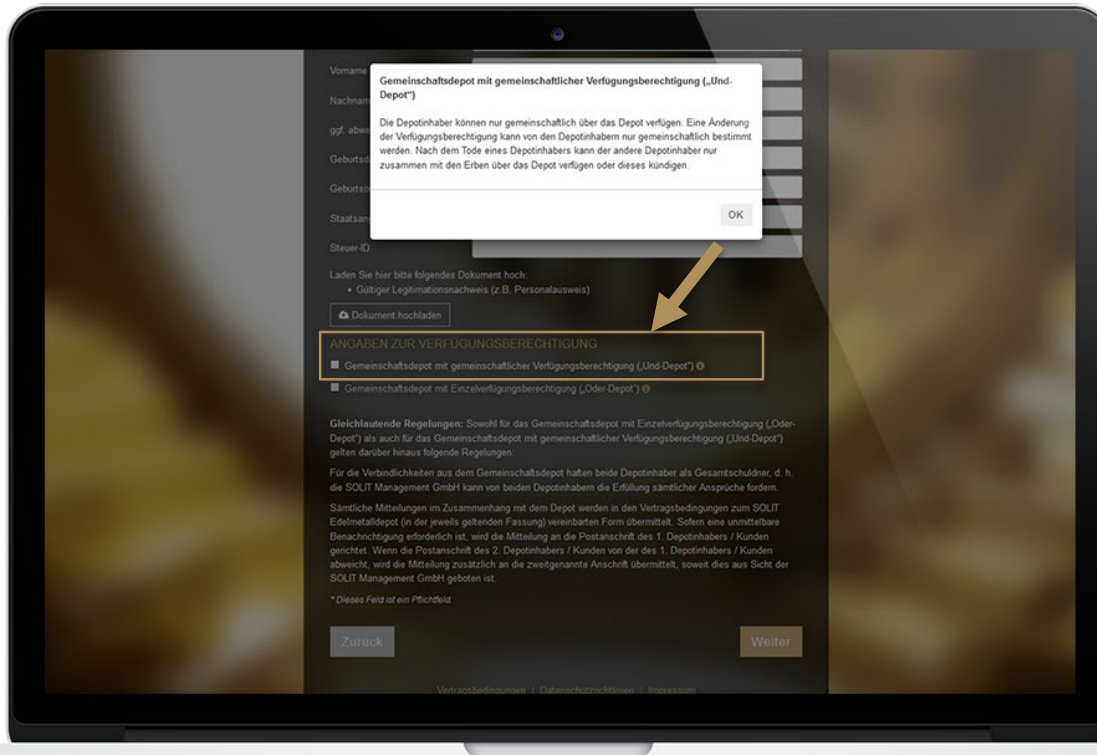 Vorname
Gemeinschaftsdepot mit gemeinschaftlicher Verfügungsberechtigung („Und-
Depot“)
Die Depotinhaber können nur gemeinschaftlich über das Depot verfügen. Eine Änderung
der Verfügungsberechtigung kann von den Depotinhabern nur gemeinschaftlich bestimmt
werden. Nach dem Tode eines Depotinhabers kann der andere Depotinhaber nur
zusammen mit den Erben über das Depot verfügen oder dieses kündigen.
OK
ggf.
Steuer-ID
Laden Sie hier bitte folgendes Dokument hoch:
• Gültiger Legitimationsnachweis (z.B. Personalausweis)
Dokument hochladen
ANGABEN ZUR VERFÜGUNGSBERECHTIGUNG
Gemeinschaftsdepot mit gemeinschaftlicher Verfügungsberechtigung („Und-Depot“)
Gemeinschaftsdepot mit Einzelverfügungsberechtigung („Oder-Depot“)
Gleichlautende Regelungen: Sowohl für das Gemeinschaftsdepot mit Einzelverfügungsberechtigung („Oder-
Depot“) als auch für das Gemeinschaftsdepot mit gemeinschaftlicher Verfügungsberechtigung („Und-Depot“)
gelten darüber hinaus folgende Regelungen:
Für die Verbindlichkeiten aus dem Gemeinschaftsdepot haften beide Depotinhaber als Gesamtschuldner, d. h.
die SOLIT Management GmbH kann von beiden Depotinhabern die Erfüllung sämtlicher Ansprüche fordern.
Sämtliche Mitteilungen im Zusammenhang mit dem Depot werden in den Vertragsbedingungen zum SOLIT
Edelmetalldepot (in der jeweils geltenden Fassung) vereinbarten Form übermittelt. Sofern eine unmittelbare
Benachrichtigung erforderlich ist, wird die Mitteilung an die Postanschrift des 1. Depotinhabers / Kunden
gerichtet. Wenn die Postanschrift des 2. Depotinhabers / Kunden von der des 1. Depotinhabers / Kunden
abweicht, wird die Mitteilung zusätzlich an die zweitgenannte Anschrift übermittelt, soweit dies aus Sicht der
SOLIT Management GmbH geboten ist.
* Dieses Feld ist ein Pflichtfeld.
Zurück
Weiter
Vertragsbedingungen | Datenschutzrichtlinien | Impressum